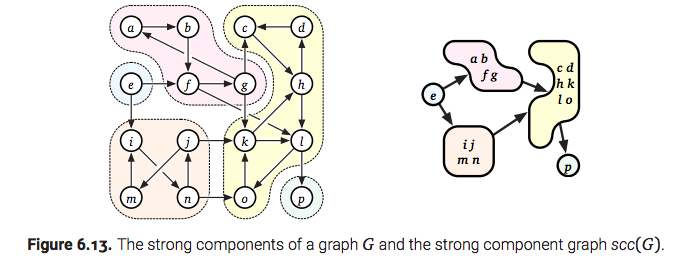 a b c d
e f g h
i j k l
m n o p
e
a b
f g
i j
m n
c d
h k
l o
p
Figure 6.13. The strong components of a graph G and the strong component graph scc(G).